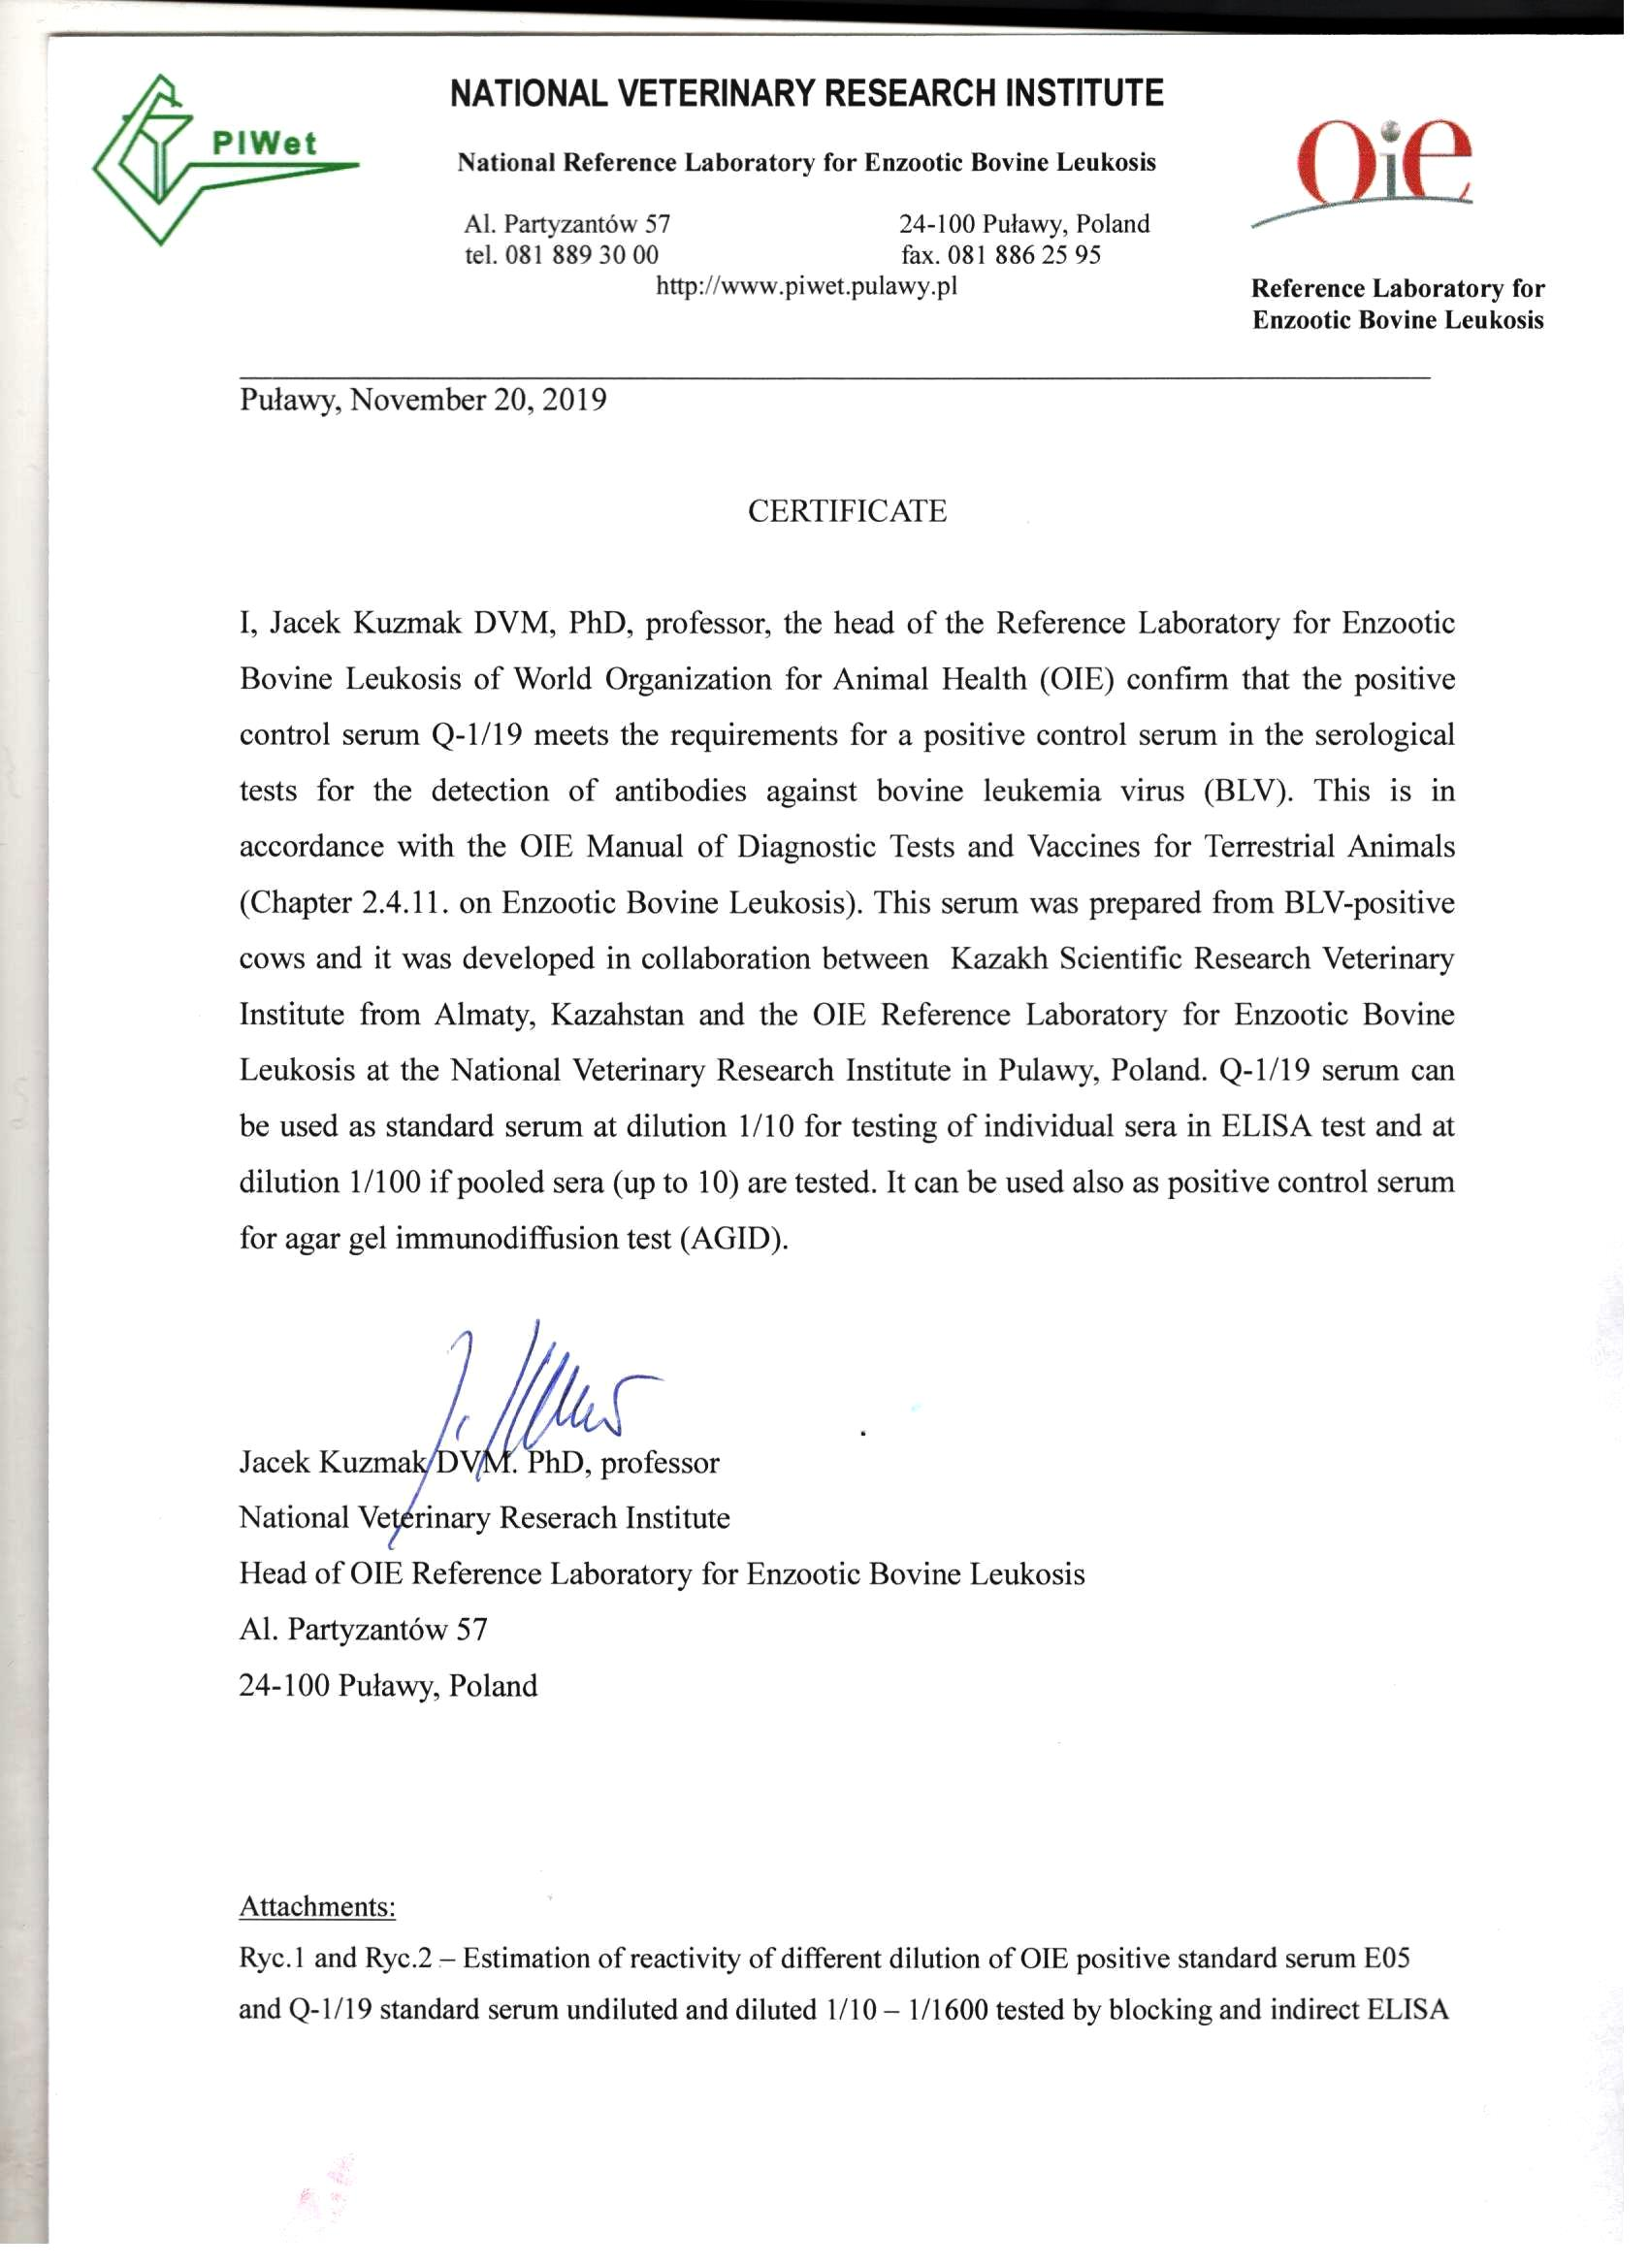 NATIONAL VETERINARY RESEARCH INSTITUTE
PIWet
National Reference Laboratory for Enzootic Bovine Leukosis
oie
Al. Partyzantów 57 24-100 Puławy, Poland
tel. 081 889 30 00 fax. 081 886 25 95
http://www.piwet.pulawy.pl
Reference Laboratory for
Enzootic Bovine Leukosis
Puławy, November 20, 2019
CERTIFICATE
I, Jacek Kuzmak DVM, PhD, professor, the head of the Reference Laboratory for Enzootic
Bovine Leukosis of World Organization for Animal Health (OIE) confirm that the positive
control serum Q-1/19 meets the requirements for a positive control serum in the serological
tests for the detection of antibodies against bovine leukemia virus (BLV). This is in
accordance with the OIE Manual of Diagnostic Tests and Vaccines for Terrestrial Animals
(Chapter 2.4.11. on Enzootic Bovine Leukosis). This serum was prepared from BLV-positive
cows and it was developed in collaboration between Kazakh Scientific Research Veterinary
Institute from Almaty, Kazahstan and the OIE Reference Laboratory for Enzootic Bovine
Leukosis at the National Veterinary Research Institute in Pulawy, Poland. Q-1/19 serum can
be used as standard serum at dilution 1/10 for testing of individual sera in ELISA test and at
dilution 1/100 if pooled sera (up to 10) are tested. It can be used also as positive control serum
for agar gel immunodiffusion test (AGID).
Jacek Kuzmak DVM. PhD, professor
National Veterinary Reserach Institute
Head of OIE Reference Laboratory for Enzootic Bovine Leukosis
Al. Partyzantów 57
24-100 Puławy, Poland
Attachments:
Ryc.1 and Ryc.2 – Estimation of reactivity of different dilution of OIE positive standard serum E05
and Q-1/19 standard serum undiluted and diluted 1/10 – 1/1600 tested by blocking and indirect ELISA